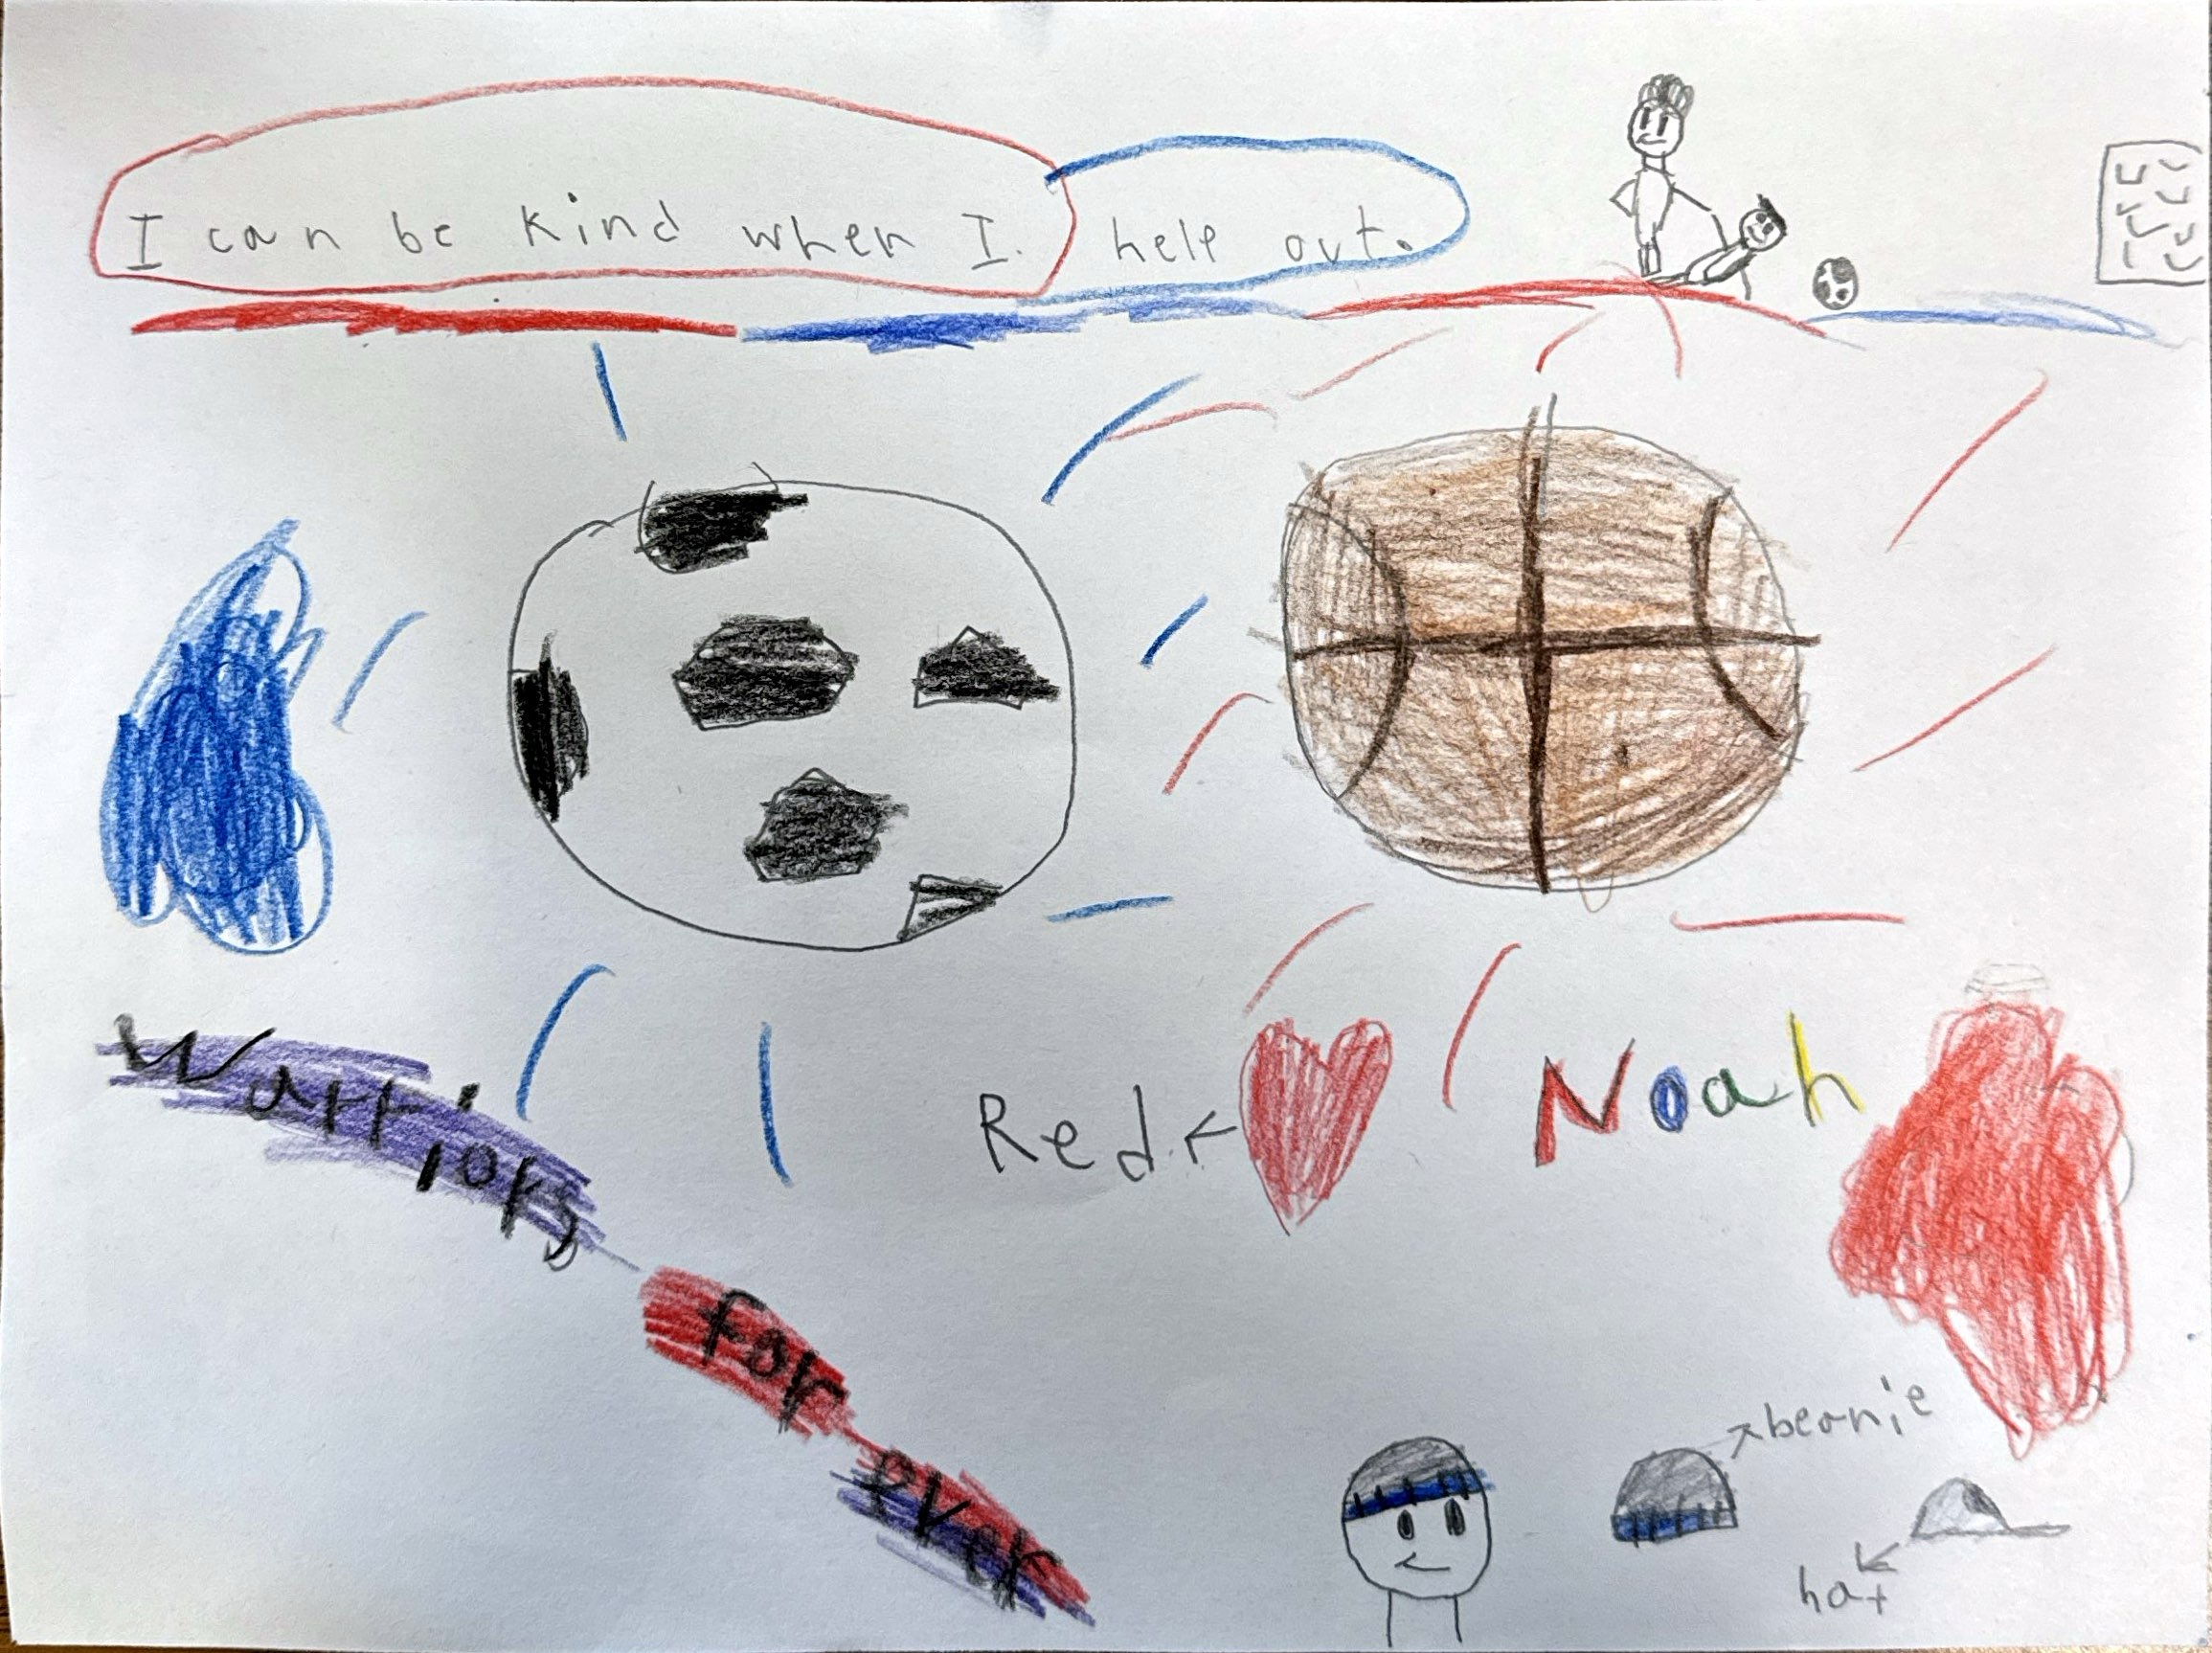 I can be kind when I. help out.
Warriors
for
ever
Red
Noah
beanie
hat